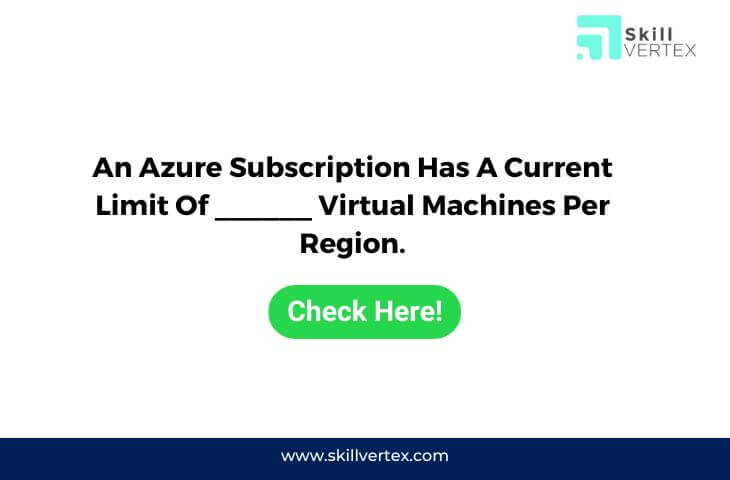 Skill
VERTEX
An Azure Subscription Has A Current
Limit Of _______ Virtual Machines Per
Region.
Check Here!
www.skillvertex.com